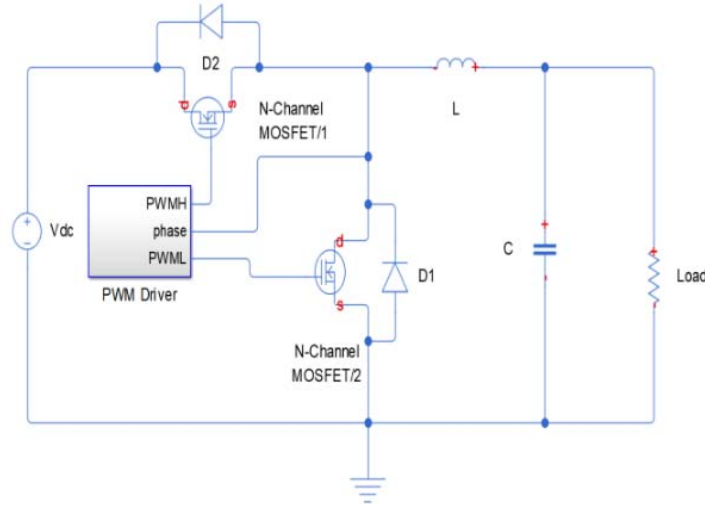 D2
d
s
N-Channel
MOSFET/1
L
PWMH
phase
PWML
PWM Driver
Vdc
+
-
d
s
D1
N-Channel
MOSFET/2
C
+
-
Load
+
-
- +